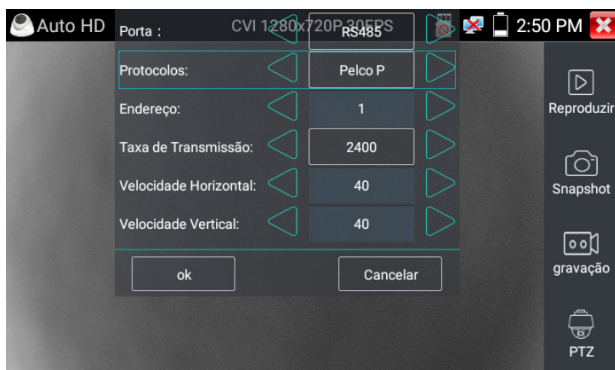 Auto HD
CVI 1280x720P 30FPS
2:50 PM
Porta :
RS485
Protocolos:
Pelco P
Endereço:
1
Taxa de Transmissão:
2400
Velocidade Horizontal:
40
Velocidade Vertical:
40
ok
Cancelar
Reproduzir
Snapshot
gravação
PTZ